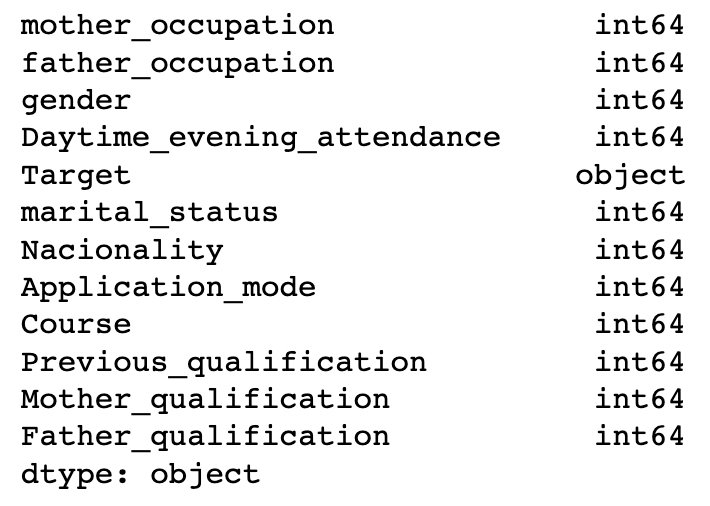 mother_occupation int64
father_occupation int64
gender int64
Daytime_evening_attendance int64
Target object
marital_status int64
Nacionality int64
Application_mode int64
Course int64
Previous_qualification int64
Mother_qualification int64
Father_qualification int64
dtype: object